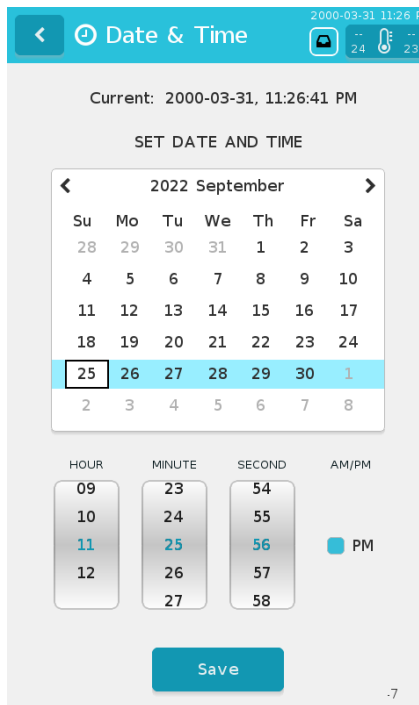 2000-03-31 11:26 P
Date & Time
-- --
24 23
Current: 2000-03-31, 11:26:41 PM
SET DATE AND TIME
2022 September
Su Mo Tu We Th Fr Sa
28 29 30 31 1 2 3
4 5 6 7 8 9 10
11 12 13 14 15 16 17
18 19 20 21 22 23 24
25 26 27 28 29 30 1
2 3 4 5 6 7 8
HOUR MINUTE SECOND AM/PM
09 23 54
10 24 55
11 25 56 PM
12 26 57
27 58
Save
-7